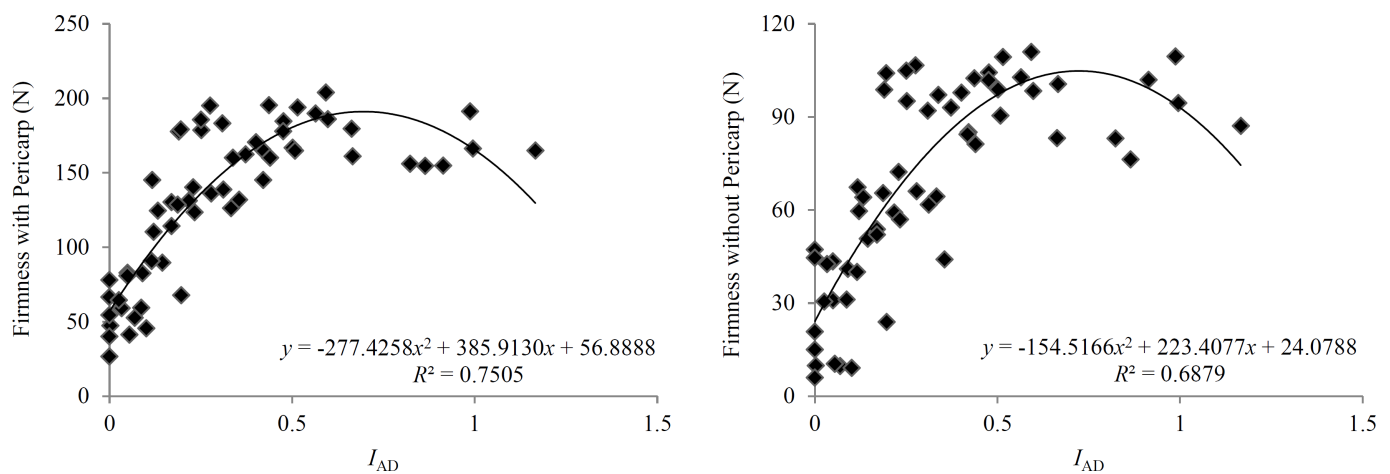 250
200
150
100
50
0
Firmness with Pericarp (N)
y = -277.4258x² + 385.9130x + 56.8888
R² = 0.7505
0 0.5 1 1.5
I_AD
120
90
60
30
0
Firmness without Pericarp (N)
y = -154.5166x² + 223.4077x + 24.0788
R² = 0.6879
0 0.5 1 1.5
I_AD